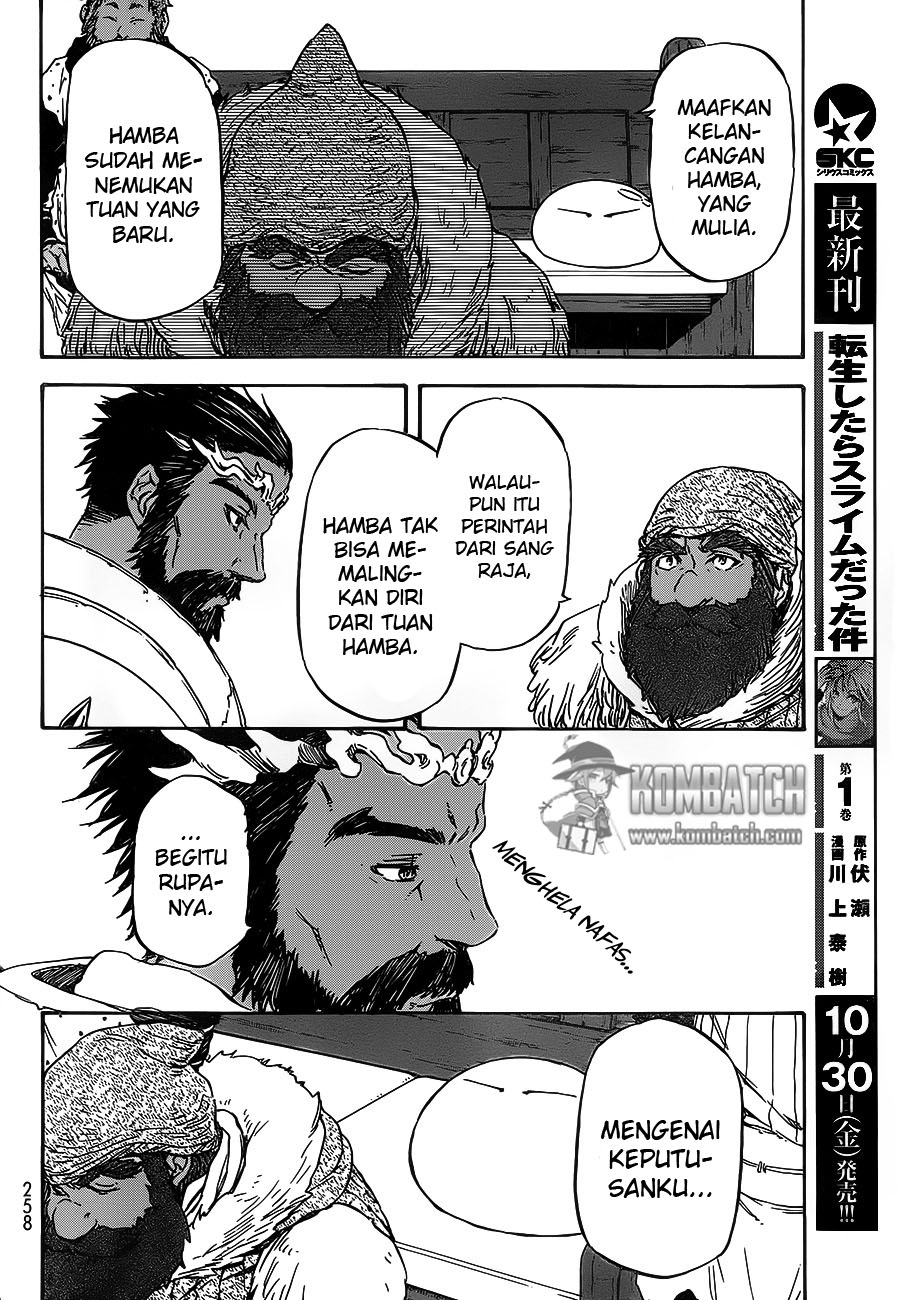 MAAFKAN
KELAN-
CANGAN
HAMBA,
YANG
MULIA.
HAMBA
SUDAH ME-
NEMUKAN
TUAN YANG
BARU.
WALAU-
PUN ITU
PERINTAH
DARI SANG
RAJA,
HAMBA TAK
BISA ME-
MALING-
KAN DIRI
DARI TUAN
HAMBA.
...
BEGITU
RUPA-
NYA.
MENGHELA NAFAS...
KOMBATCH
www.kombatch.com
MENGENAI
KEPUTU-
SANKU...
258
SKC
シリウスコミックス
最新刊
転生したらスライムだった件
第1巻
原作 伏瀬
漫画 川上泰樹
10月30日(金)発売!!!